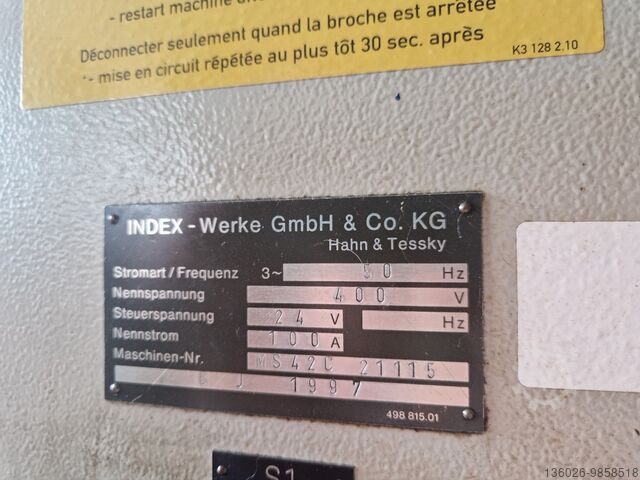 - restart machine
Déconnecter seulement quand la broche est arrêtée
- mise en circuit répétée au plus tôt 30 sec. après
K3 128 2.10
INDEX - Werke GmbH & Co. KG
Hahn & Tessky
Stromart / Frequenz 3~ 50 Hz
Nennspannung 400 V
Steuerspannung 24 V Hz
Nennstrom 100 A
Maschinen-Nr. MS42C 21115
BJ 1997
498 815.01
S1
136026-9858518